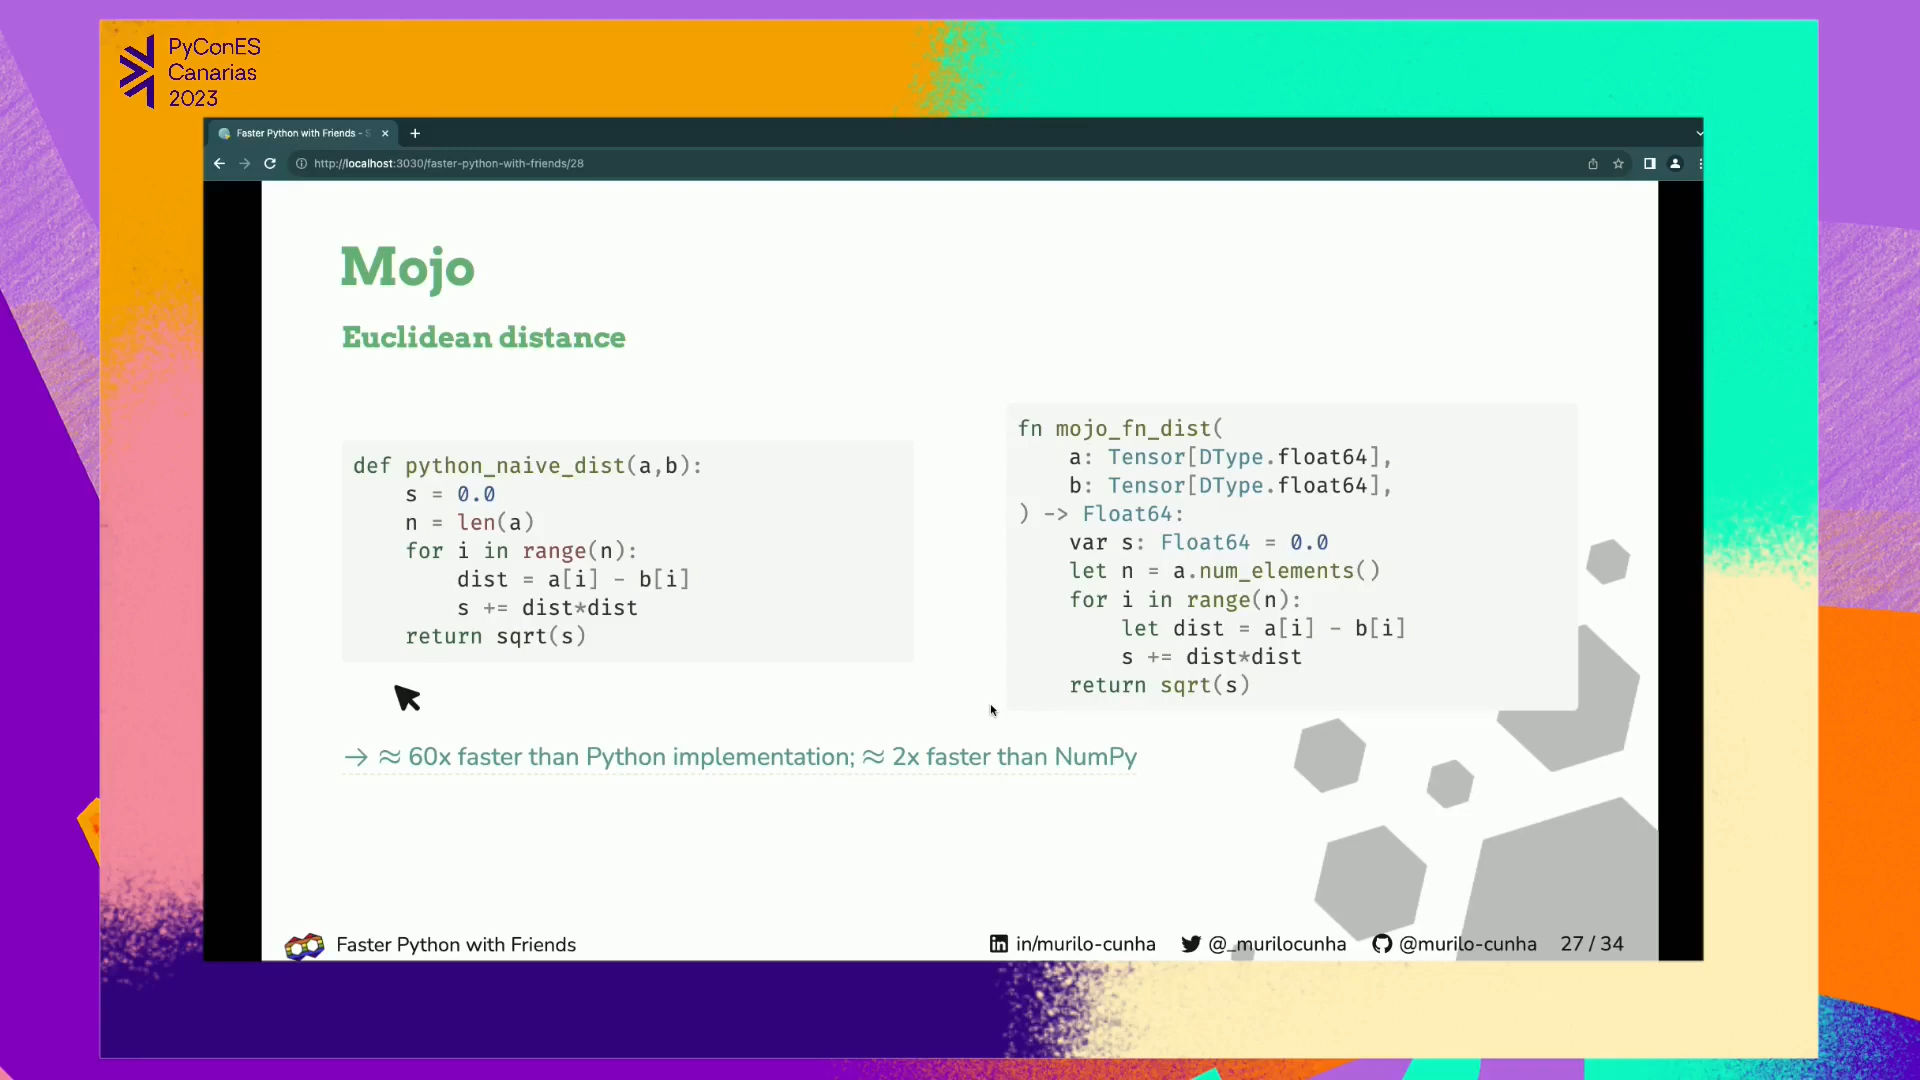 PyConES
Canarias
2023
Faster Python with Friends - S
http://localhost:3030/faster-python-with-friends/28
Mojo
Euclidean distance
def python_naive_dist(a,b):
    s = 0.0
    n = len(a)
    for i in range(n):
        dist = a[i] - b[i]
        s += dist*dist
    return sqrt(s)
fn mojo_fn_dist(
    a: Tensor[DType.float64],
    b: Tensor[DType.float64],
) -> Float64:
    var s: Float64 = 0.0
    let n = a.num_elements()
    for i in range(n):
        let dist = a[i] - b[i]
        s += dist*dist
    return sqrt(s)
→ ≈ 60x faster than Python implementation; ≈ 2x faster than NumPy
Faster Python with Friends
in/murilo-cunha
@_murilocunha
@murilo-cunha
27 / 34